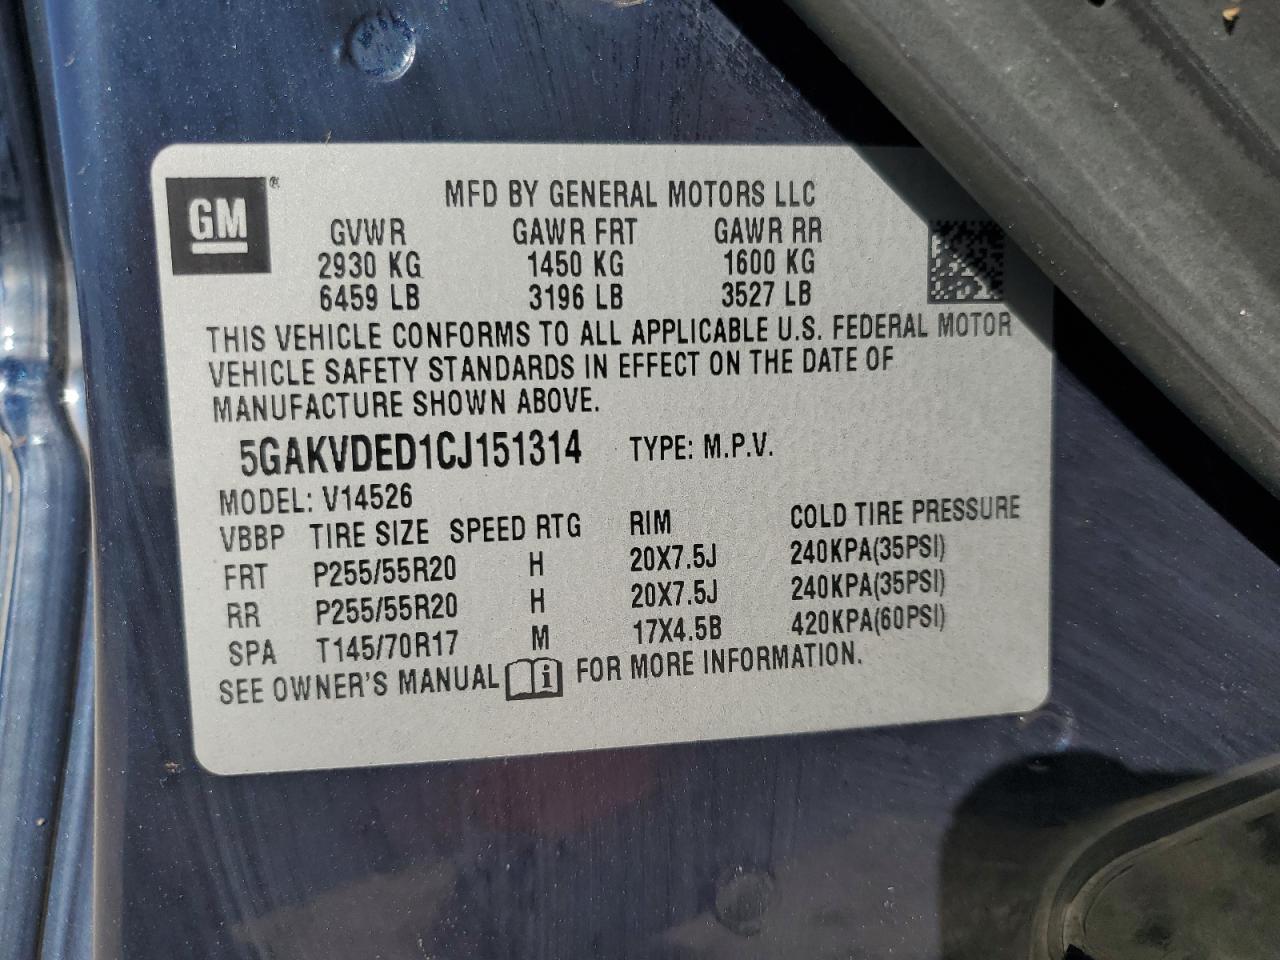 GM ®
MFD BY GENERAL MOTORS LLC
GVWR GAWR FRT GAWR RR
2930 KG 1450 KG 1600 KG
6459 LB 3196 LB 3527 LB
THIS VEHICLE CONFORMS TO ALL APPLICABLE U.S. FEDERAL MOTOR
VEHICLE SAFETY STANDARDS IN EFFECT ON THE DATE OF
MANUFACTURE SHOWN ABOVE.
5GAKVDED1CJ151314 TYPE: M.P.V.
MODEL: V14526
VBBP TIRE SIZE SPEED RTG RIM COLD TIRE PRESSURE
FRT P255/55R20 H 20X7.5J 240KPA(35PSI)
RR P255/55R20 H 20X7.5J 240KPA(35PSI)
SPA T145/70R17 M 17X4.5B 420KPA(60PSI)
SEE OWNER'S MANUAL i FOR MORE INFORMATION.